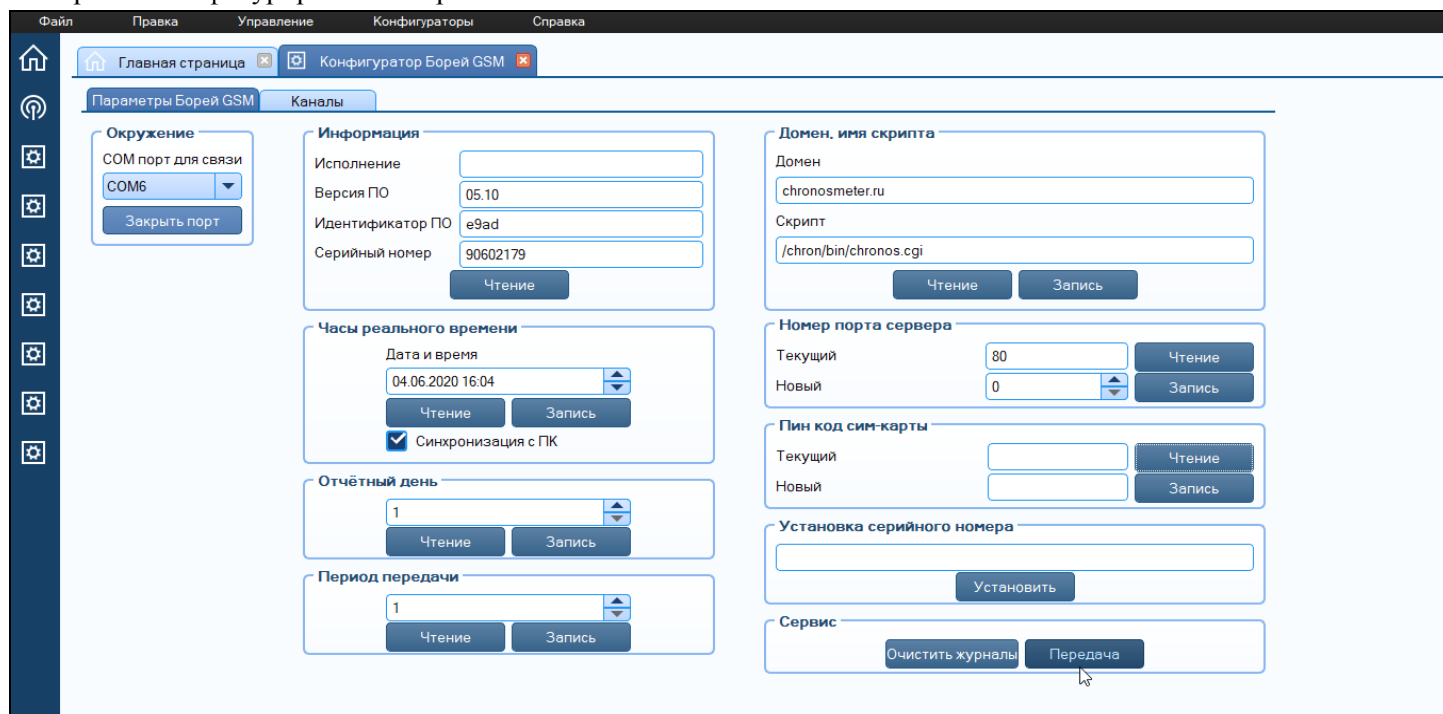 Файл Правка Управление Конфигураторы Справка
Главная страница Конфигуратор Борей GSM
Параметры Борей GSM Каналы
Окружение
COM порт для связи
COM6
Закрыть порт
Информация
Исполнение
Версия ПО 05.10
Идентификатор ПО e9ad
Серийный номер 90602179
Чтение
Часы реального времени
Дата и время
04.06.2020 16:04
Чтение Запись
Синхронизация с ПК
Отчётный день
1
Чтение Запись
Период передачи
1
Чтение Запись
Домен, имя скрипта
Домен
chronosmeter.ru
Скрипт
/chron/bin/chronos.cgi
Чтение Запись
Номер порта сервера
Текущий 80 Чтение
Новый 0 Запись
Пин код сим-карты
Текущий Чтение
Новый Запись
Установка серийного номера
Установить
Сервис
Очистить журналы Передача